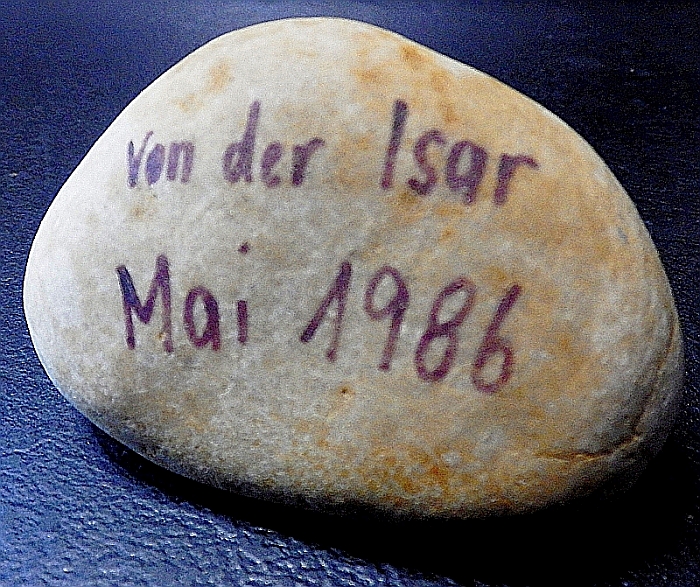 von der Isar
Mai 1986